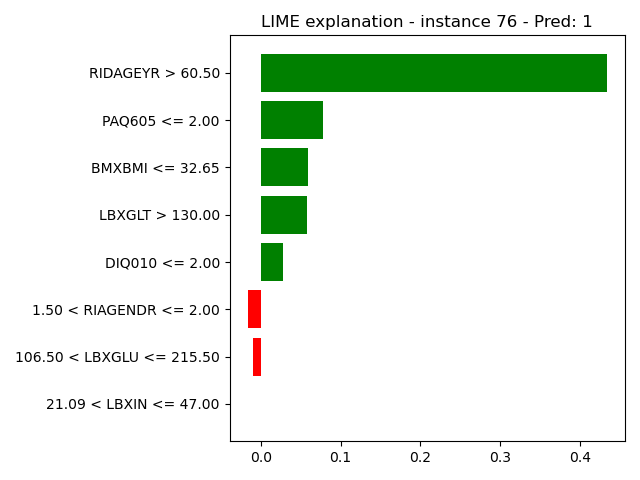 LIME explanation - instance 76 - Pred: 1
RIDAGEYR > 60.50
PAQ605 <= 2.00
BMXBMI <= 32.65
LBXGLT > 130.00
DIQ010 <= 2.00
1.50 < RIAGENDR <= 2.00
106.50 < LBXGLU <= 215.50
21.09 < LBXIN <= 47.00
0.0 0.1 0.2 0.3 0.4